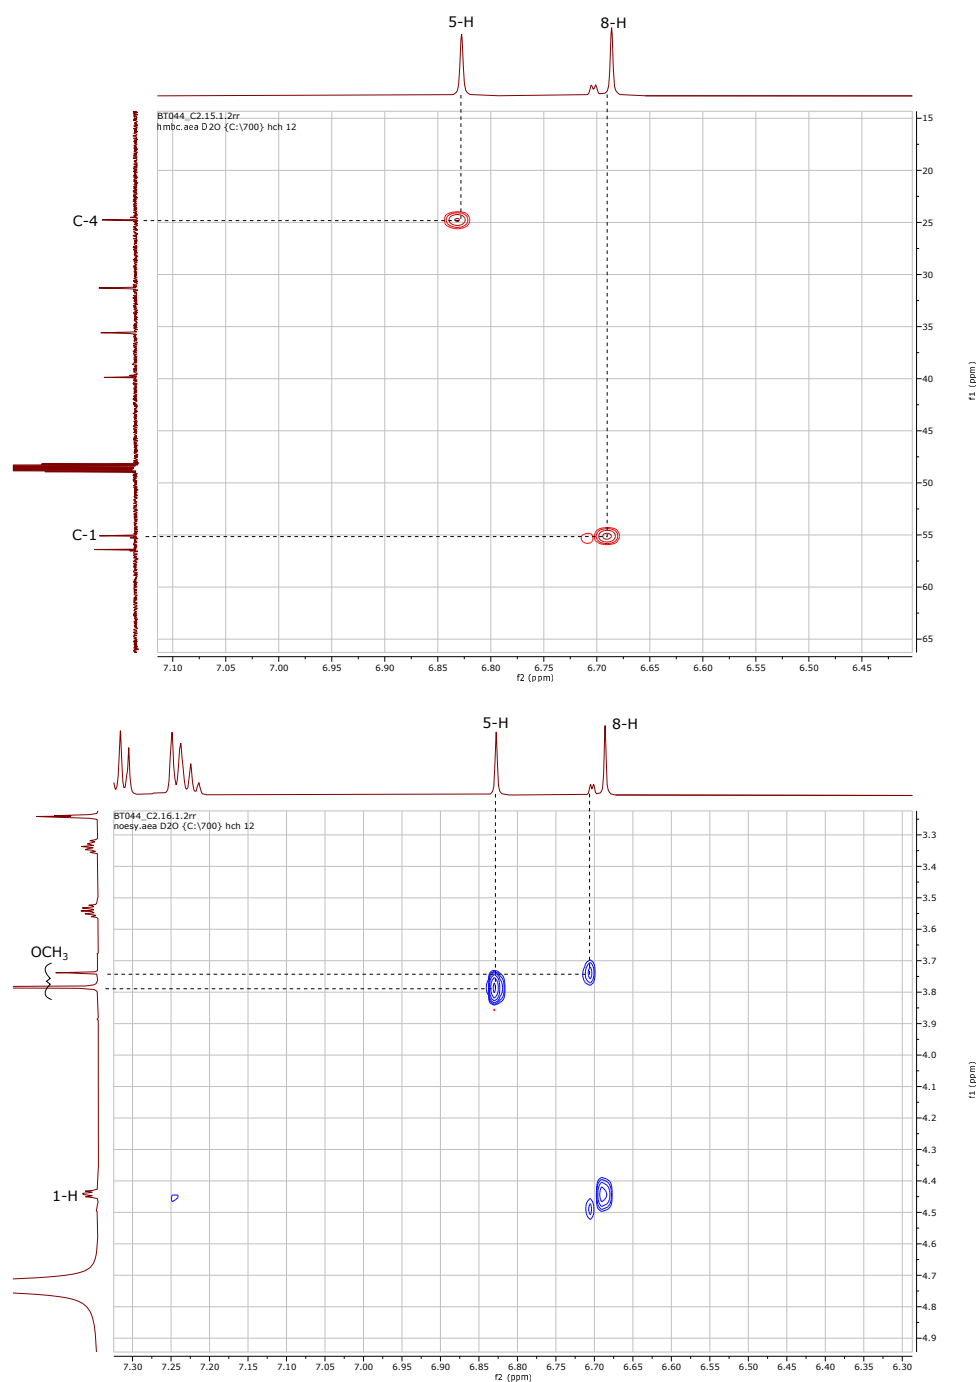 5-H
8-H
BT044_C2.15.1.2rr
hmbc.aea D2O {C:\700} hch 12
15
20
C-4
25
30
35
40
f1 (ppm)
45
50
C-1
55
60
65
7.10 7.05 7.00 6.95 6.90 6.85 6.80 6.75 6.70 6.65 6.60 6.55 6.50 6.45
f2 (ppm)
5-H
8-H
BT044_C2.16.1.2rr
noesy.aea D2O {C:\700} hch 12
3.3
3.4
3.5
3.6
OCH3
3.7
3.8
3.9
4.0
4.1
f1 (ppm)
4.2
4.3
4.4
1-H
4.5
4.6
4.7
4.8
4.9
7.30 7.25 7.20 7.15 7.10 7.05 7.00 6.95 6.90 6.85 6.80 6.75 6.70 6.65 6.60 6.55 6.50 6.45 6.40 6.35 6.30
f2 (ppm)